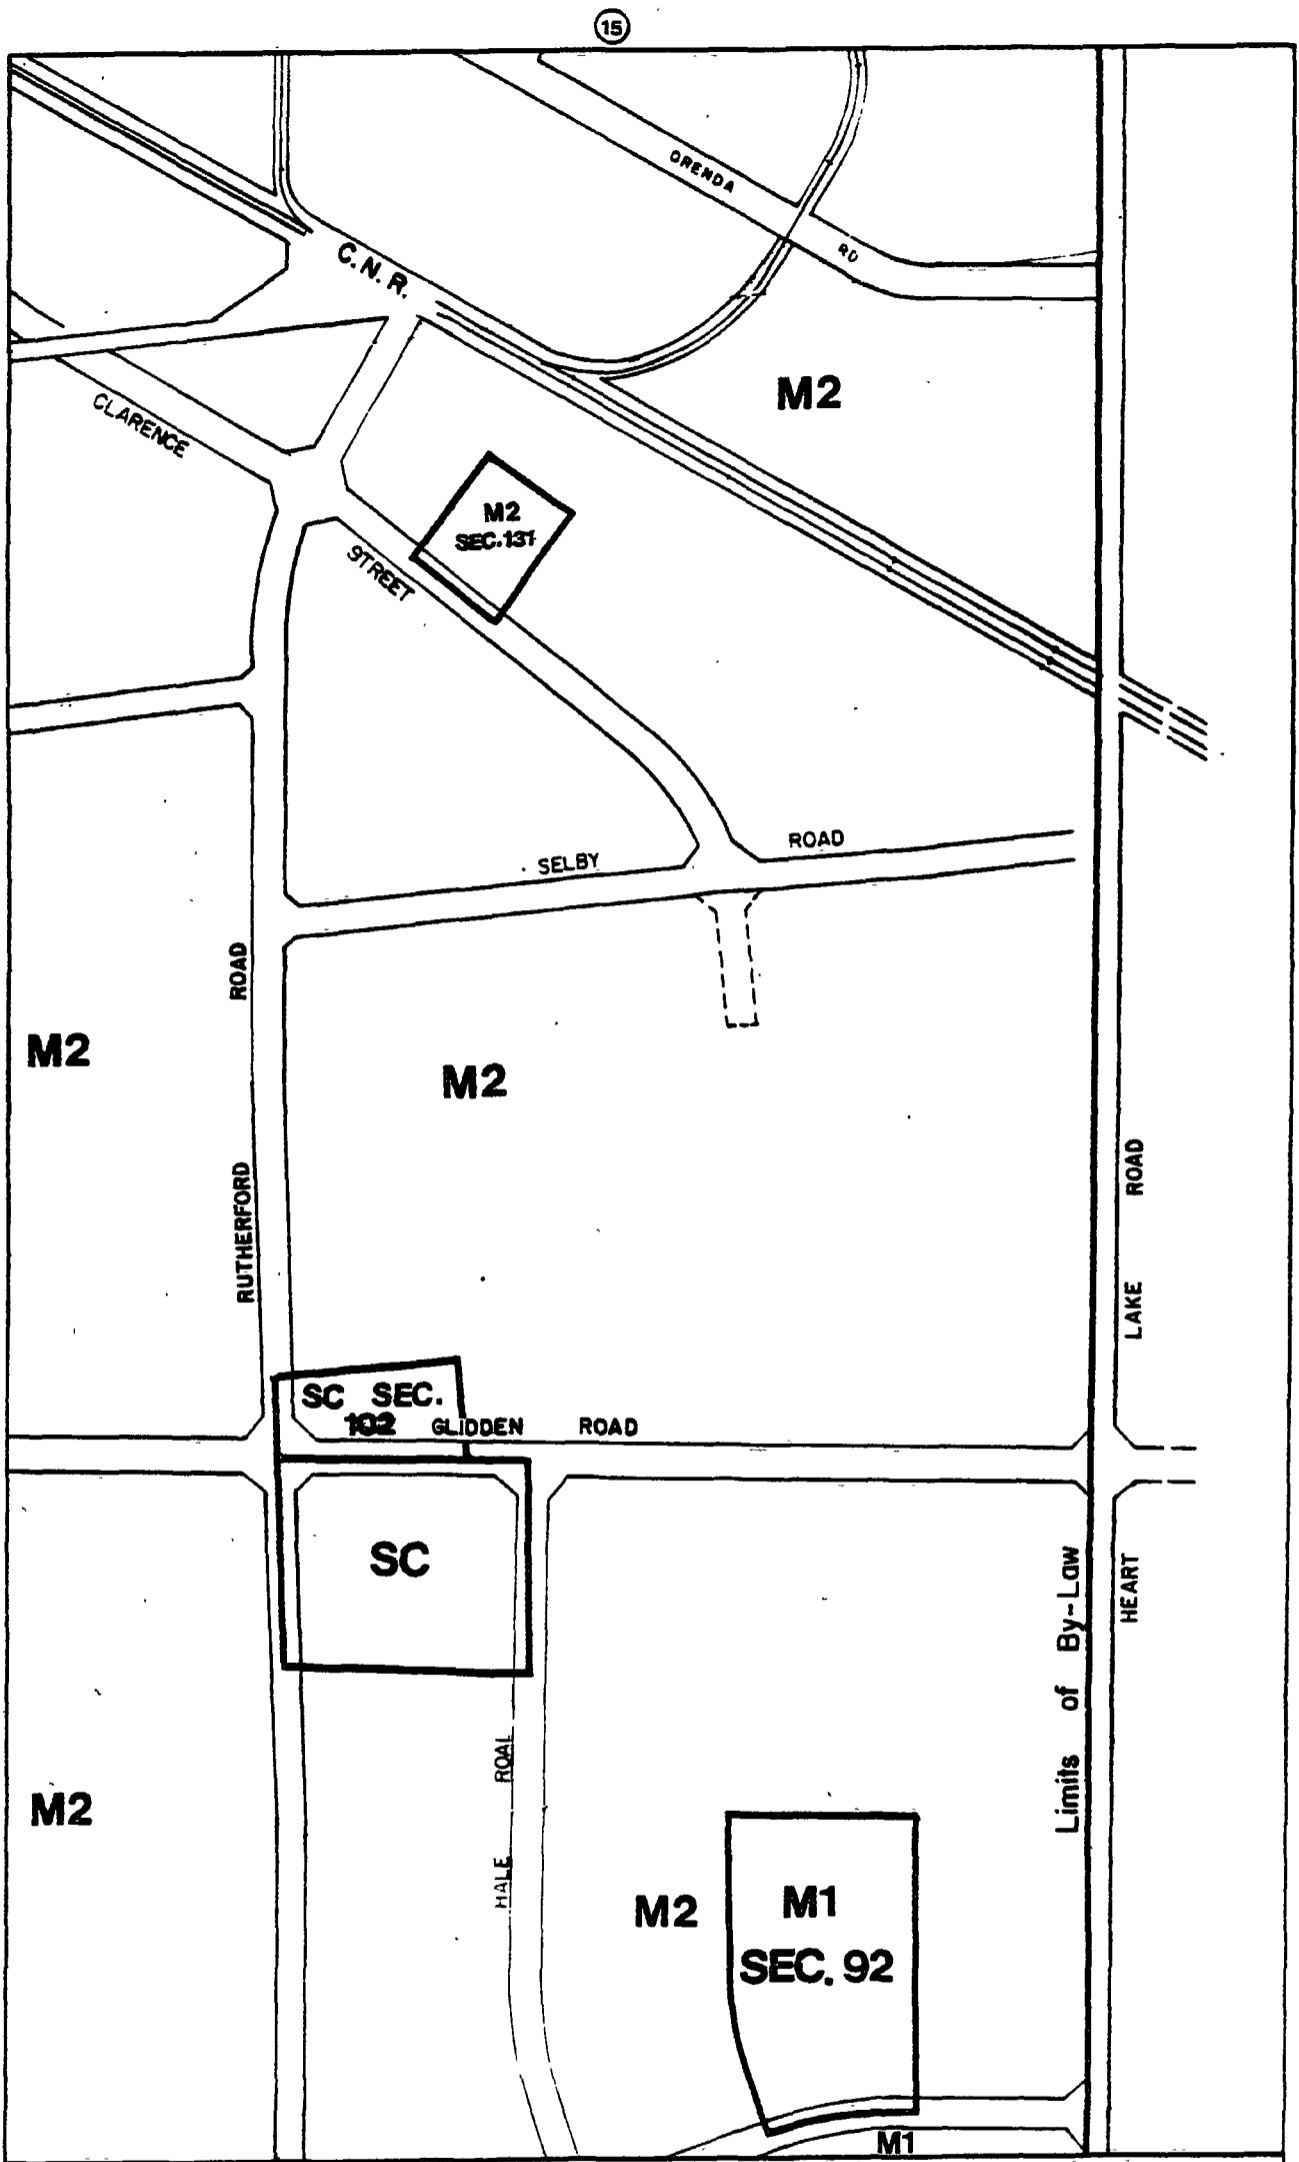 15
ORENDA
RD
C.N.R.
M2
CLARENCE
STREET
M2
SEC.131
SELBY
ROAD
ROAD
RUTHERFORD
M2
M2
ROAD
LAKE
HEART
SC SEC.
102
GLIDDEN ROAD
SC
Limits of By-Law
HALE ROAL
M2
M2
M1
SEC. 92
M1